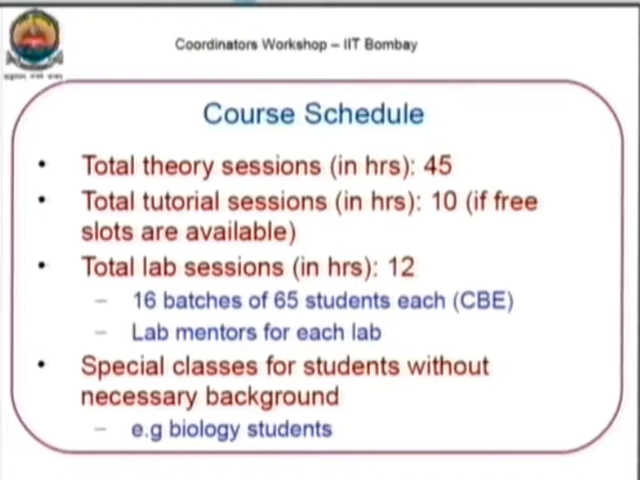 Coordinators Workshop – IIT Bombay
Course Schedule
• Total theory sessions (in hrs): 45
• Total tutorial sessions (in hrs): 10 (if free
slots are available)
• Total lab sessions (in hrs): 12
– 16 batches of 65 students each (CBE)
– Lab mentors for each lab
• Special classes for students without
necessary background
– e.g biology students